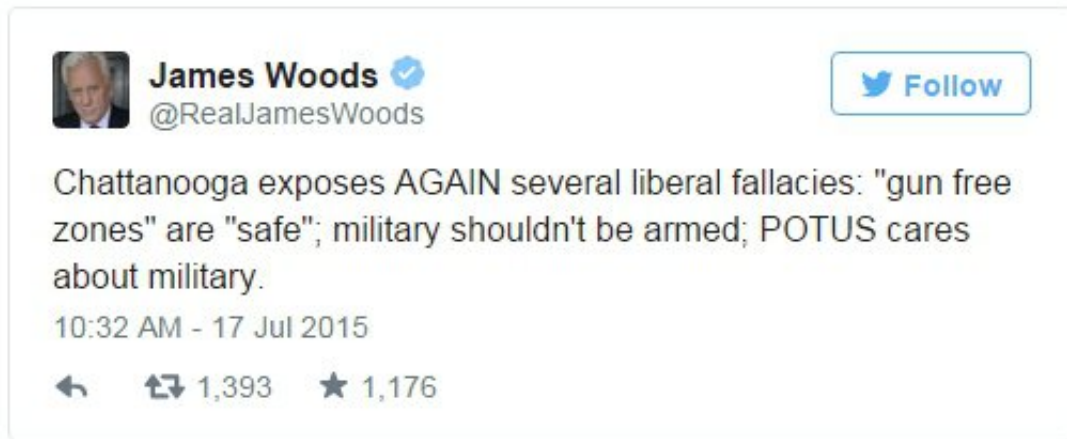 James Woods
@RealJamesWoods
Follow
Chattanooga exposes AGAIN several liberal fallacies: "gun free
zones" are "safe"; military shouldn't be armed; POTUS cares
about military.
10:32 AM - 17 Jul 2015
1,393 1,176